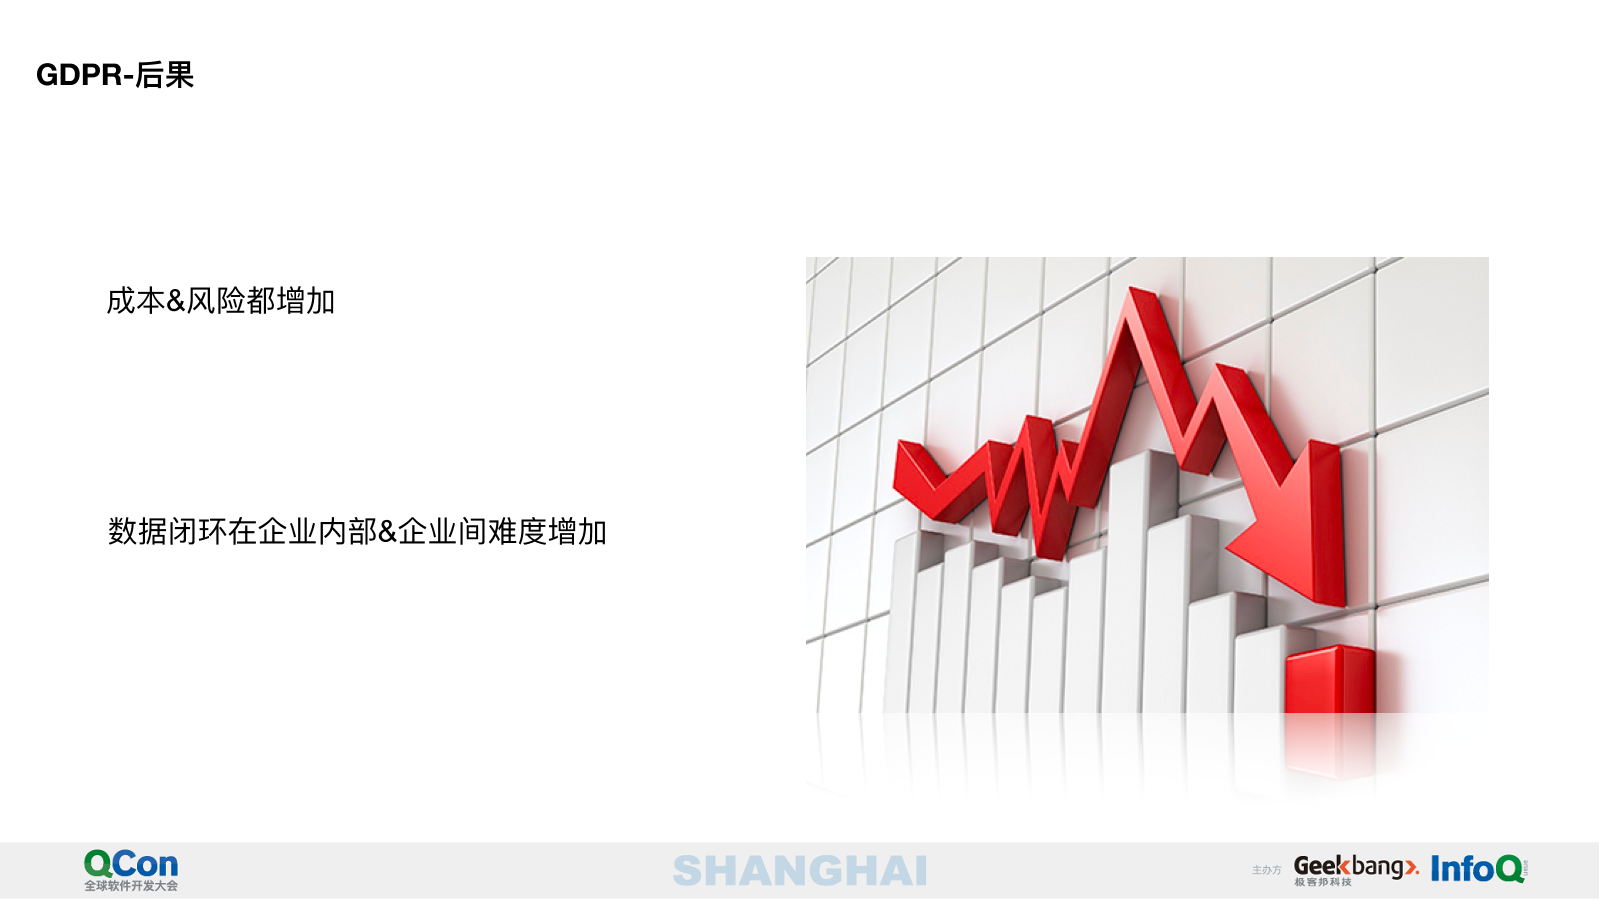 GDPR-后果
成本&风险都增加
数据闭环在企业内部&企业间难度增加
QCon
全球软件开发大会
SHANGHAI
主办方
Geekbang>.
极客邦科技
InfoQ